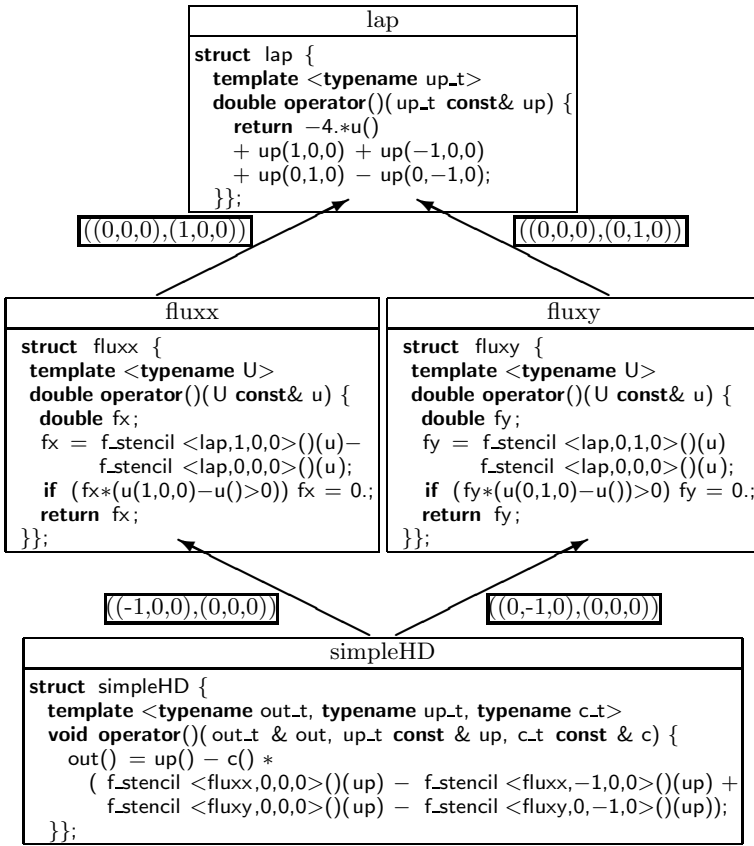 lap
struct lap {
template <typename up_t>
double operator()(up_t const& up) {
return −4.*u()
+ up(1,0,0) + up(−1,0,0)
+ up(0,1,0) − up(0,−1,0);
}};
((0,0,0),(1,0,0))
((0,0,0),(0,1,0))
fluxx
struct fluxx {
template <typename U>
double operator()(U const& u) {
double fx;
fx = f_stencil <lap,1,0,0>()(u)−
f_stencil <lap,0,0,0>()(u);
if (fx*(u(1,0,0)−u()>0)) fx = 0.;
return fx;
}};
fluxy
struct fluxy {
template <typename U>
double operator()(U const& u) {
double fy;
fy = f_stencil <lap,0,1,0>()(u)
f_stencil <lap,0,0,0>()(u);
if (fy*(u(0,1,0)−u())>0) fy = 0.;
return fy;
}};
((-1,0,0),(0,0,0))
((0,-1,0),(0,0,0))
simpleHD
struct simpleHD {
template <typename out_t, typename up_t, typename c_t>
void operator()(out_t & out, up_t const & up, c_t const & c) {
out() = up() − c() *
( f_stencil <fluxx,0,0,0>()(up) − f_stencil <fluxx,−1,0,0>()(up) +
f_stencil <fluxy,0,0,0>()(up) − f_stencil <fluxy,0,−1,0>()(up));
}};